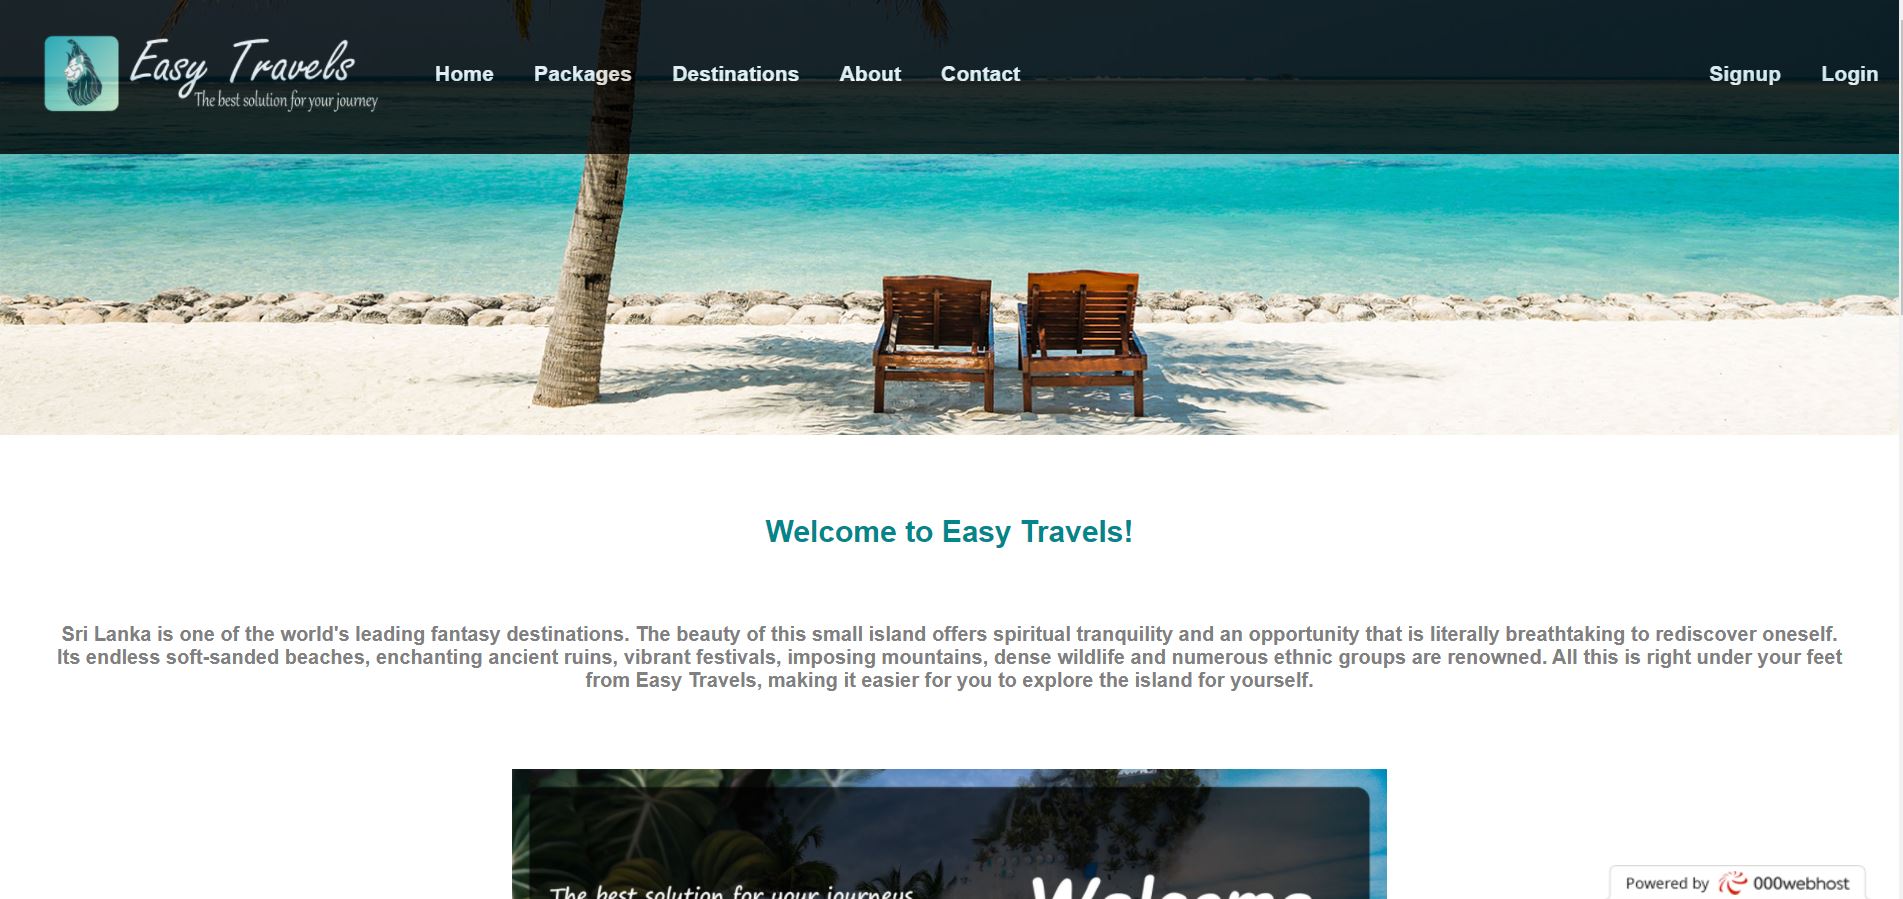 Easy Travels
The best solution for your journey
Home Packages Destinations About Contact Signup Login
Welcome to Easy Travels!
Sri Lanka is one of the world's leading fantasy destinations. The beauty of this small island offers spiritual tranquility and an opportunity that is literally breathtaking to rediscover oneself.
Its endless soft-sanded beaches, enchanting ancient ruins, vibrant festivals, imposing mountains, dense wildlife and numerous ethnic groups are renowned. All this is right under your feet
from Easy Travels, making it easier for you to explore the island for yourself.
The best solution for your journeys
Welcome
Powered by 000webhost